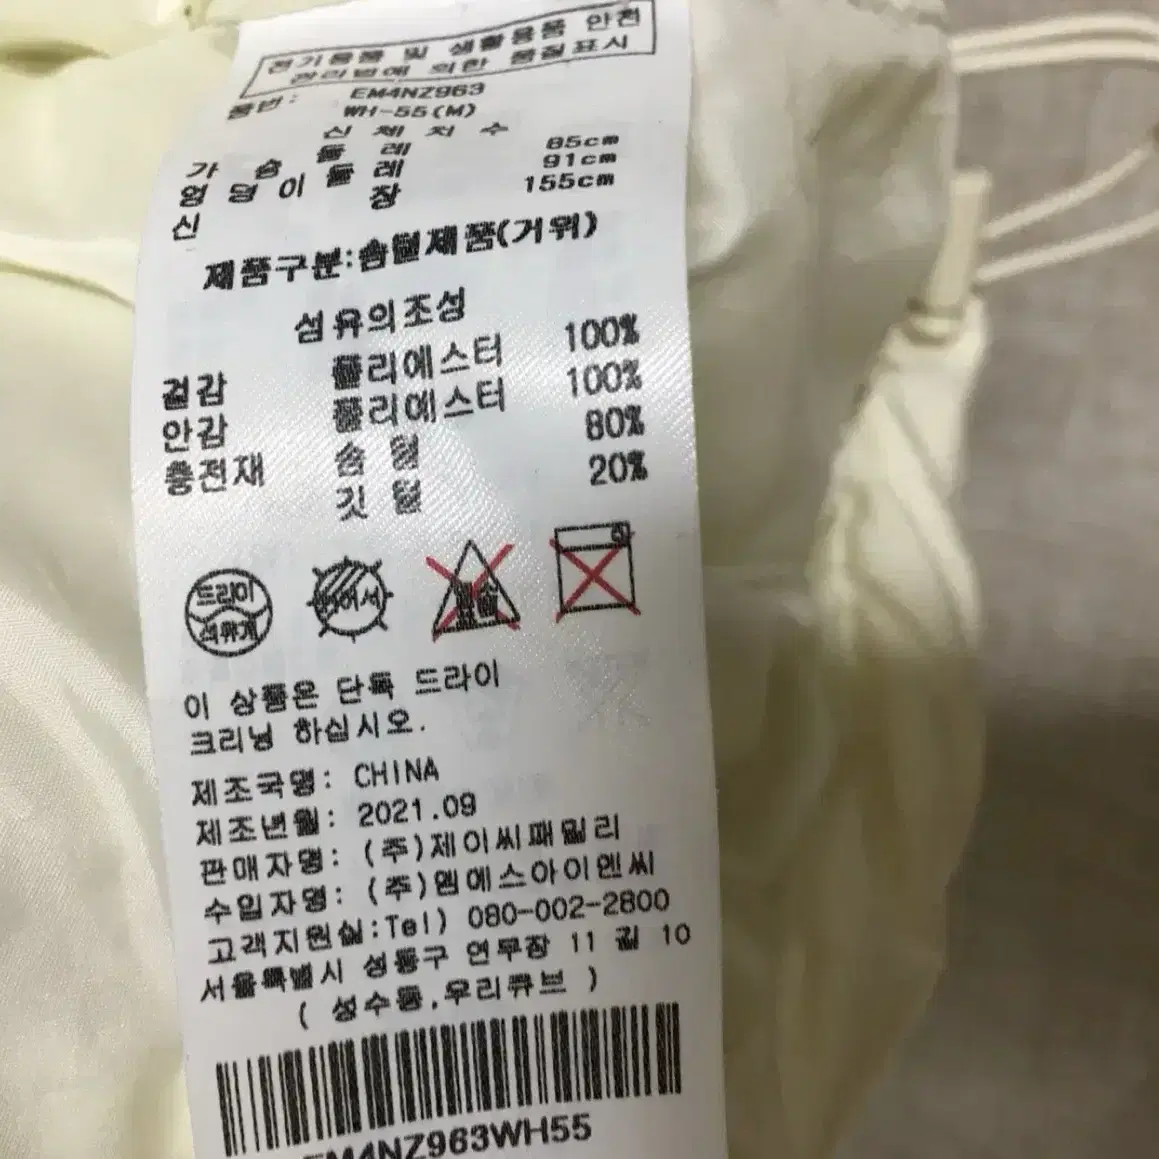 전기용품 및 생활용품 안전
관리법에 의한 품질표시
품번: EM4NZ963
WH-55(M)
신 체 치 수
가 슴 둘 레 85cm
엉 덩 이 둘 레 91cm
신 장 155cm
제품구분:솜털제품(거위)
섬유의조성
겉감 폴리에스터 100%
안감 폴리에스터 100%
충전재 솜 털 80%
깃 털 20%
드라이
석유계
이 상품은 단독 드라이
크리닝 하십시오.
제조국명: CHINA
제조년월: 2021.09
판매자명: (주)제이씨패밀리
수입자명: (주)엠에스아이엔씨
고객지원실:Tel) 080-002-2800
서울특별시 성동구 연무장 11 길 10
( 성수동,우리큐브 )
EM4NZ963WH55